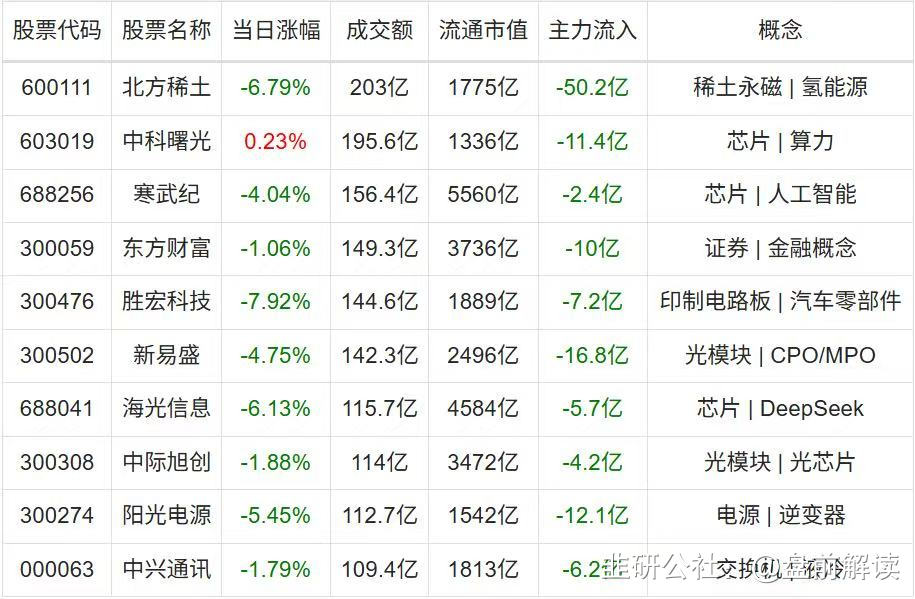 股票代码 股票名称 当日涨幅 成交额 流通市值 主力流入 概念
600111 北方稀土 -6.79% 203亿 1775亿 -50.2亿 稀土永磁 | 氢能源
603019 中科曙光 0.23% 195.6亿 1336亿 -11.4亿 芯片 | 算力
688256 寒武纪 -4.04% 156.4亿 5560亿 -2.4亿 芯片 | 人工智能
300059 东方财富 -1.06% 149.3亿 3736亿 -10亿 证券 | 金融概念
300476 胜宏科技 -7.92% 144.6亿 1889亿 -7.2亿 印制电路板 | 汽车零部件
300502 新易盛 -4.75% 142.3亿 2496亿 -16.8亿 光模块 | CPO/MPO
688041 海光信息 -6.13% 115.7亿 4584亿 -5.7亿 芯片 | DeepSeek
300308 中际旭创 -1.88% 114亿 3472亿 -4.2亿 光模块 | 光芯片
300274 阳光电源 -5.45% 112.7亿 1542亿 -12.1亿 电源 | 逆变器
000063 中兴通讯 -1.79% 109.4亿 1813亿 -6.2亿 交换机 |
韭研公社 @盘前解读